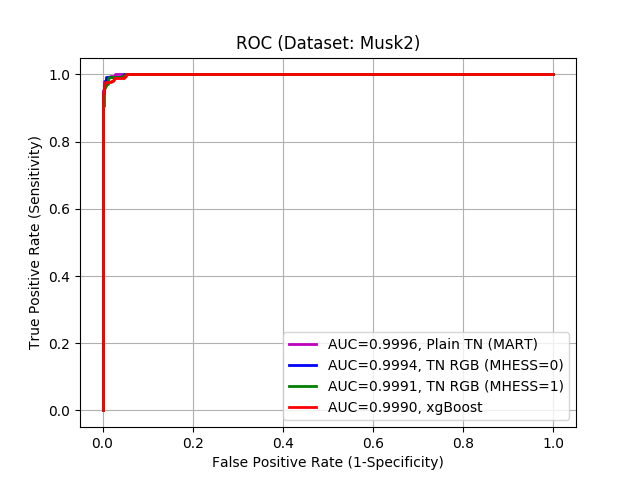 ROC (Dataset: Musk2)
True Positive Rate (Sensitivity)
1.0
0.8
0.6
0.4
0.2
0.0
AUC=0.9996, Plain TN (MART)
AUC=0.9994, TN RGB (MHESS=0)
AUC=0.9991, TN RGB (MHESS=1)
AUC=0.9990, xgBoost
0.0 0.2 0.4 0.6 0.8 1.0
False Positive Rate (1-Specificity)